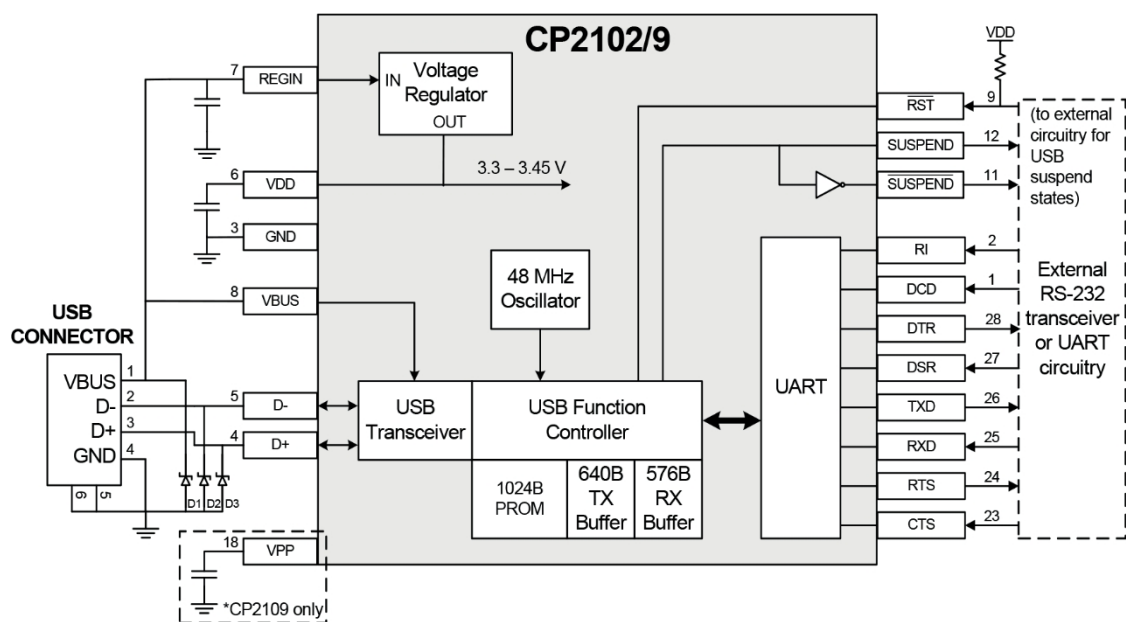 CP2102/9
VDD
7
REGIN
IN
Voltage
Regulator
OUT
RST
9
(to external
circuitry for
USB
suspend
states)
SUSPEND
12
6
VDD
3.3 – 3.45 V
SUSPEND
11
3
GND
RI
2
48 MHz
Oscillator
External
RS-232
transceiver
or UART
circuitry
DCD
1
8
VBUS
USB
CONNECTOR
DTR
28
DSR
27
VBUS
1
D-
2
D+
3
GND
4
6
5
D1
D2
D3
5
D-
4
D+
USB
Transceiver
USB Function
Controller
UART
TXD
26
RXD
25
1024B
PROM
640B
TX
Buffer
576B
RX
Buffer
RTS
24
CTS
23
18
VPP
*CP2109 only